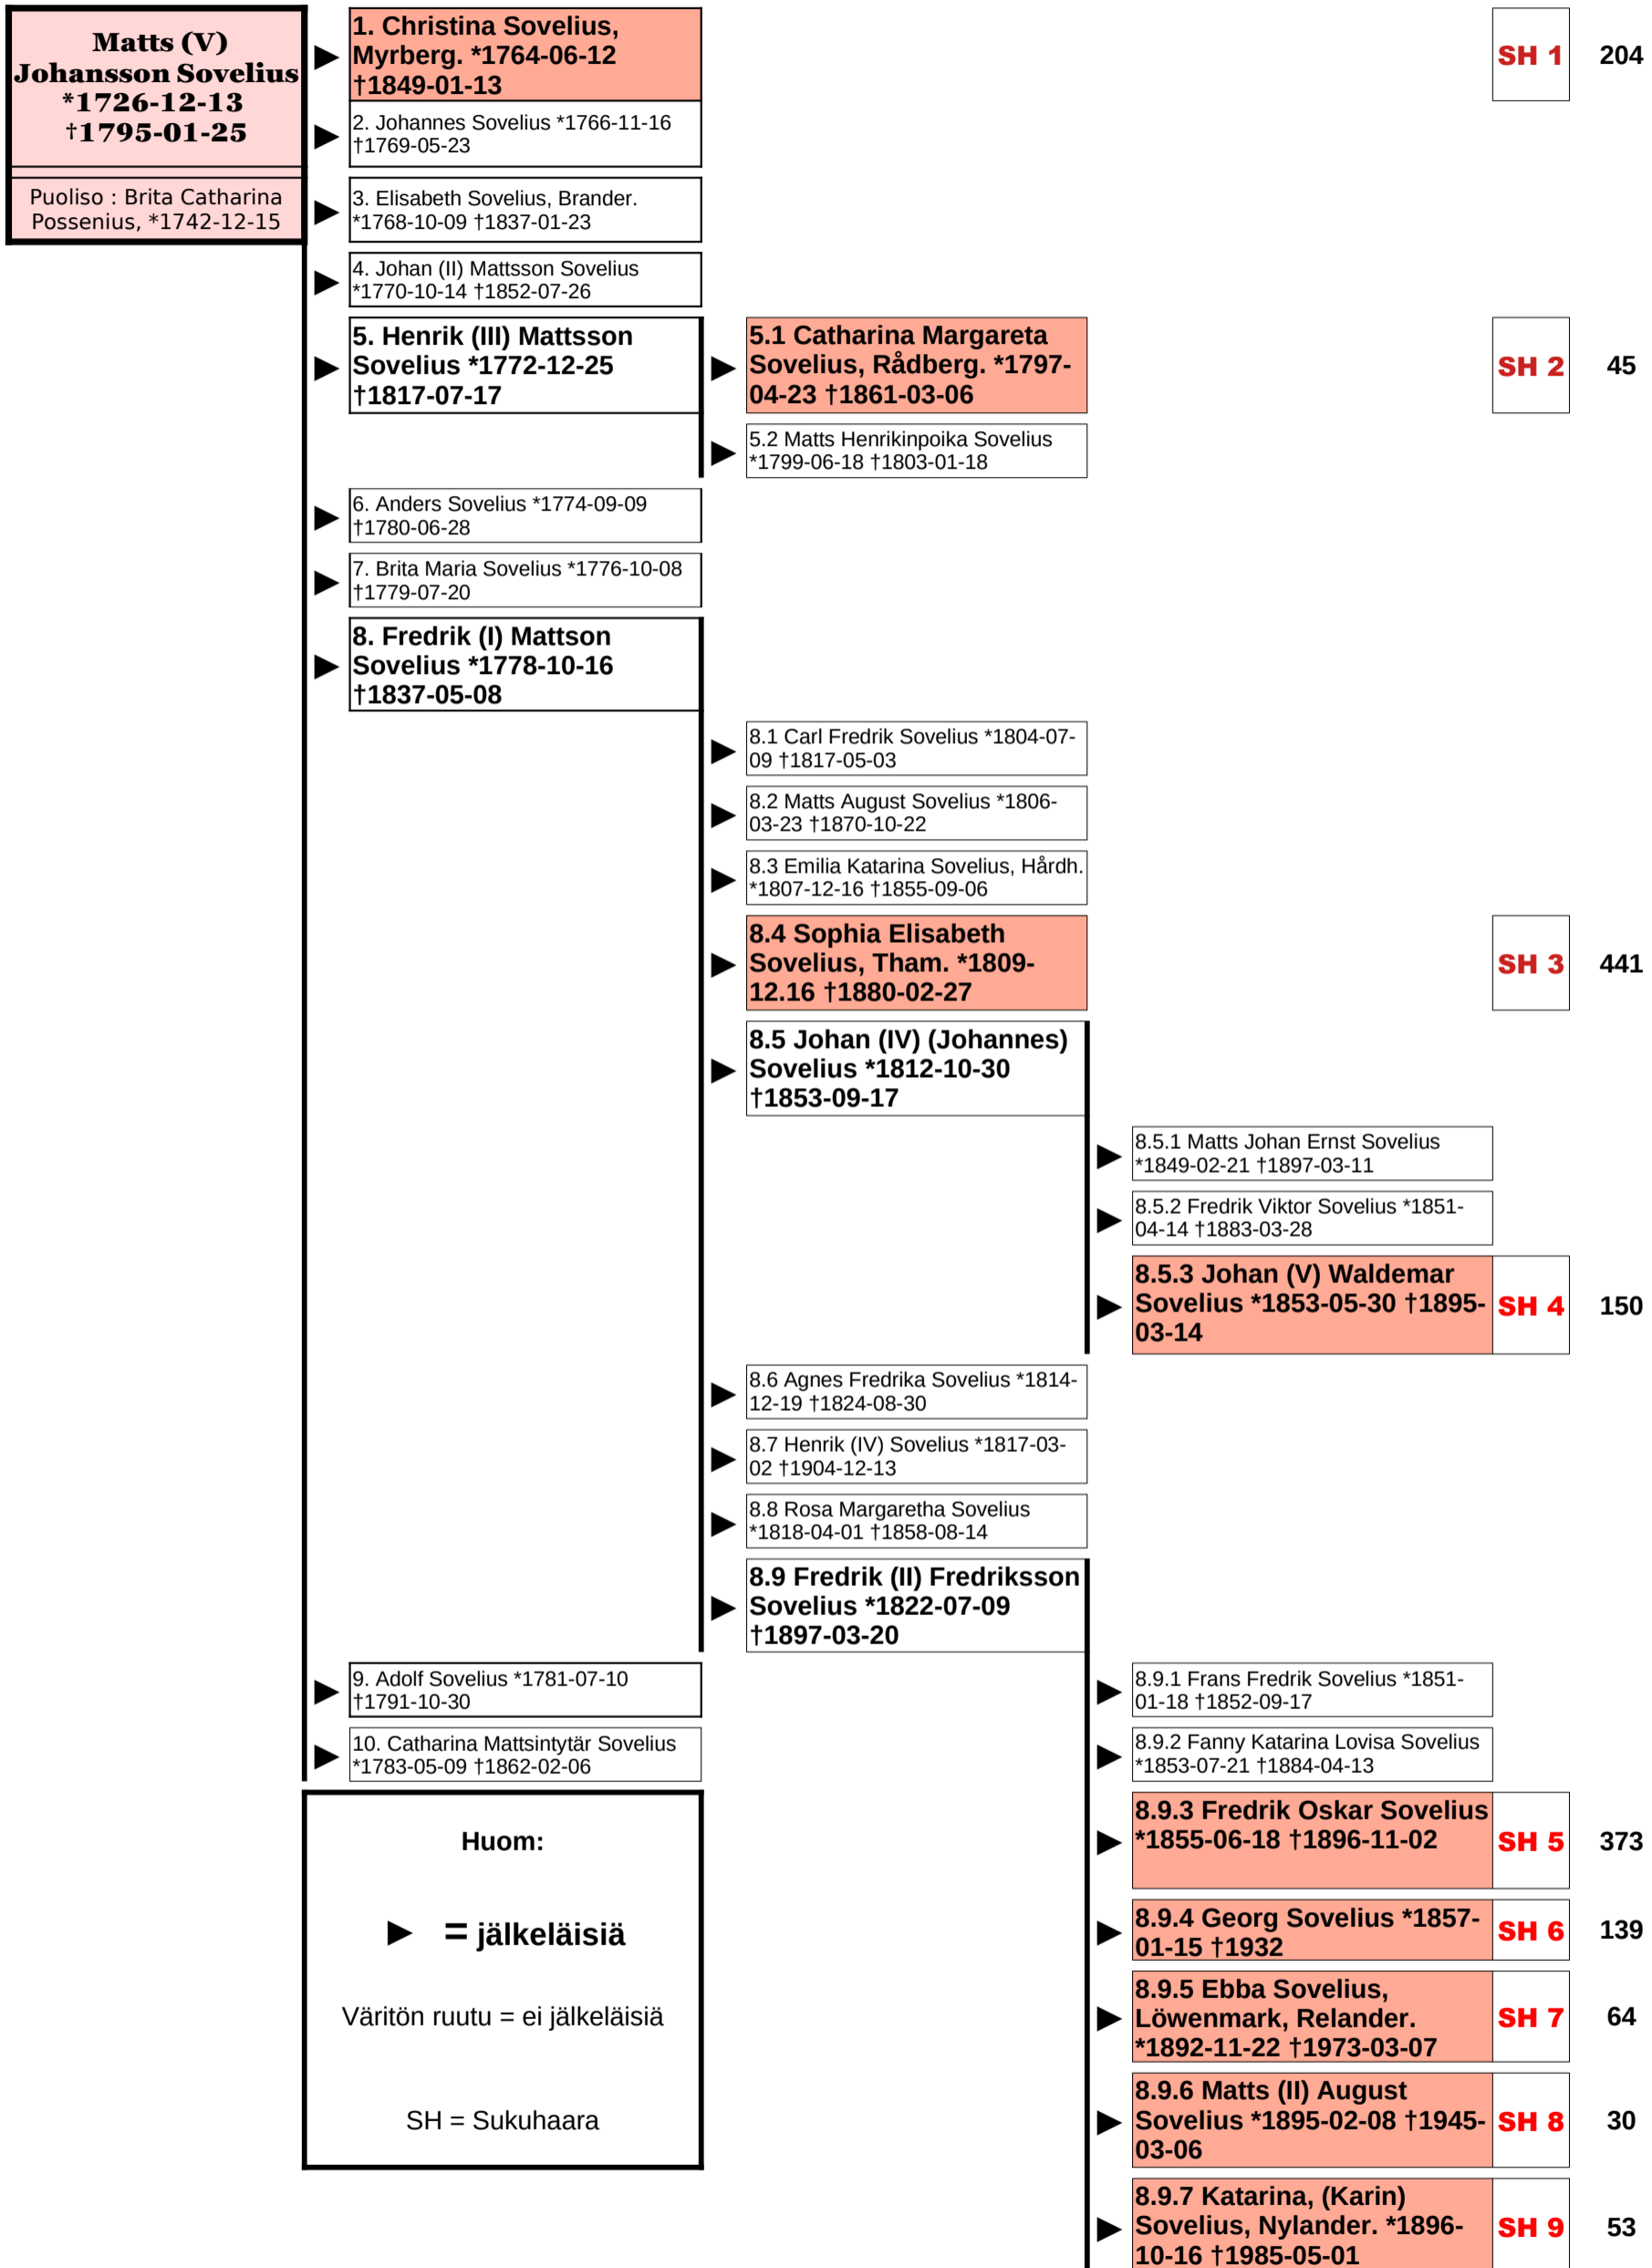 Matts (V)
Johansson Sovelius
*1726-12-13
†1795-01-25
Puoliso : Brita Catharina
Possenius, *1742-12-15
1. Christina Sovelius,
Myrberg. *1764-06-12
†1849-01-13
SH 1
204
2. Johannes Sovelius *1766-11-16
†1769-05-23
3. Elisabeth Sovelius, Brander.
*1768-10-09 †1837-01-23
4. Johan (II) Mattsson Sovelius
*1770-10-14 †1852-07-26
5. Henrik (III) Mattsson
Sovelius *1772-12-25
†1817-07-17
5.1 Catharina Margareta
Sovelius, Rådberg. *1797-
04-23 †1861-03-06
SH 2
45
5.2 Matts Henrikinpoika Sovelius
*1799-06-18 †1803-01-18
6. Anders Sovelius *1774-09-09
†1780-06-28
7. Brita Maria Sovelius *1776-10-08
†1779-07-20
8. Fredrik (I) Mattson
Sovelius *1778-10-16
†1837-05-08
8.1 Carl Fredrik Sovelius *1804-07-
09 †1817-05-03
8.2 Matts August Sovelius *1806-
03-23 †1870-10-22
8.3 Emilia Katarina Sovelius, Hårdh.
*1807-12-16 †1855-09-06
8.4 Sophia Elisabeth
Sovelius, Tham. *1809-
12.16 †1880-02-27
SH 3
441
8.5 Johan (IV) (Johannes)
Sovelius *1812-10-30
†1853-09-17
8.5.1 Matts Johan Ernst Sovelius
*1849-02-21 †1897-03-11
8.5.2 Fredrik Viktor Sovelius *1851-
04-14 †1883-03-28
8.5.3 Johan (V) Waldemar
Sovelius *1853-05-30 †1895-
03-14
SH 4
150
8.6 Agnes Fredrika Sovelius *1814-
12-19 †1824-08-30
8.7 Henrik (IV) Sovelius *1817-03-
02 †1904-12-13
8.8 Rosa Margaretha Sovelius
*1818-04-01 †1858-08-14
8.9 Fredrik (II) Fredriksson
Sovelius *1822-07-09
†1897-03-20
9. Adolf Sovelius *1781-07-10
†1791-10-30
8.9.1 Frans Fredrik Sovelius *1851-
01-18 †1852-09-17
10. Catharina Mattsintytär Sovelius
*1783-05-09 †1862-02-06
8.9.2 Fanny Katarina Lovisa Sovelius
*1853-07-21 †1884-04-13
8.9.3 Fredrik Oskar Sovelius
*1855-06-18 †1896-11-02
SH 5
373
8.9.4 Georg Sovelius *1857-
01-15 †1932
SH 6
139
8.9.5 Ebba Sovelius,
Löwenmark, Relander.
*1892-11-22 †1973-03-07
SH 7
64
8.9.6 Matts (II) August
Sovelius *1895-02-08 †1945-
03-06
SH 8
30
8.9.7 Katarina, (Karin)
Sovelius, Nylander. *1896-
10-16 †1985-05-01
SH 9
53
Huom:
► = jälkeläisiä
Väritön ruutu = ei jälkeläisiä
SH = Sukuhaara